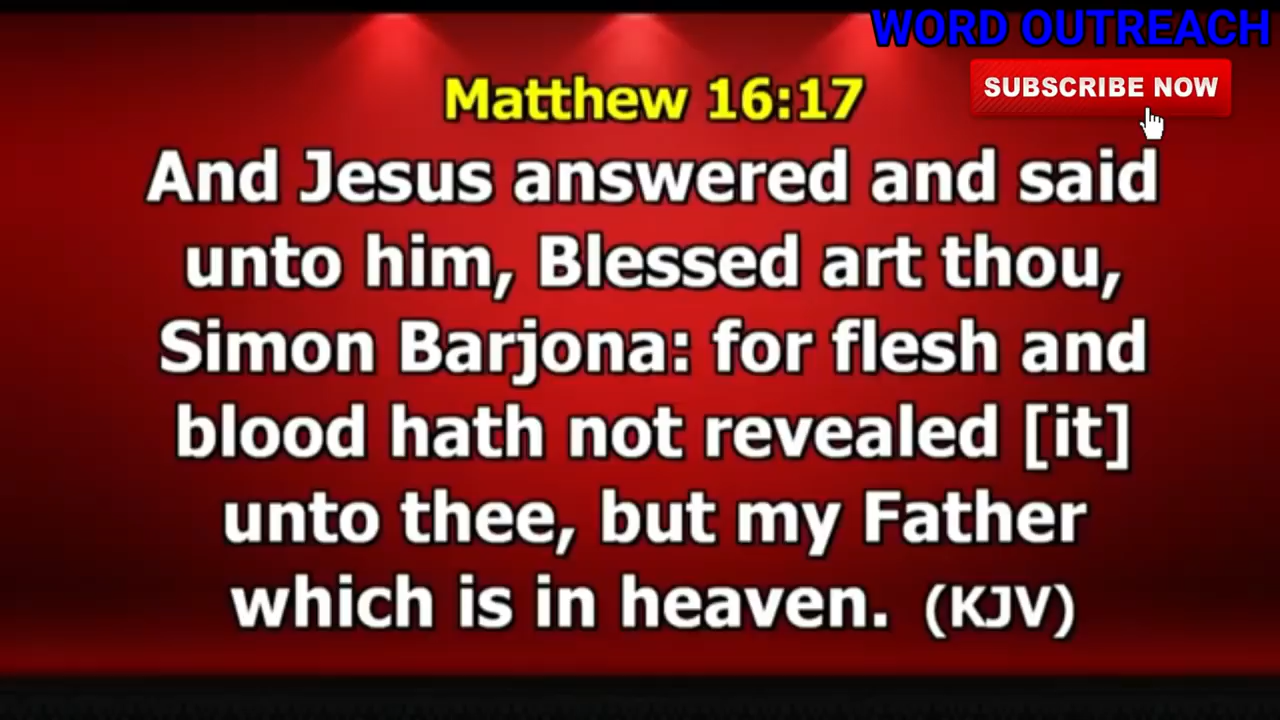 WORD OUTREACH
SUBSCRIBE NOW
Matthew 16:17
And Jesus answered and said
unto him, Blessed art thou,
Simon Barjona: for flesh and
blood hath not revealed [it]
unto thee, but my Father
which is in heaven. (KJV)